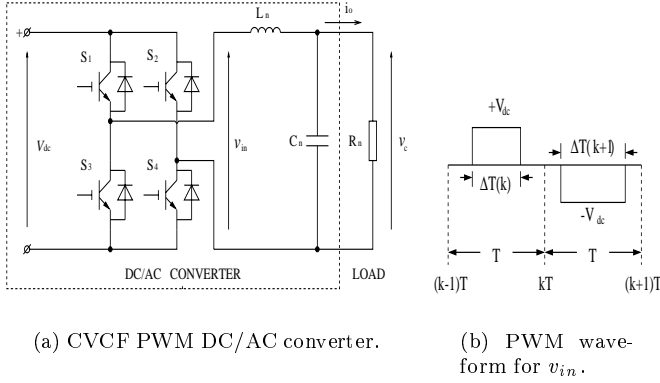 Lₙ
iₒ
+
S₁
S₂
+Vdc
Vdc
vin
Cₙ
Rₙ
vc
ΔT(k+1)
S₃
S₄
ΔT(k)
-Vdc
T
T
DC/AC CONVERTER
LOAD
(k-1)T
kT
(k+1)T
(a) CVCF PWM DC/AC converter.
(b) PWM wave-
form for vin.